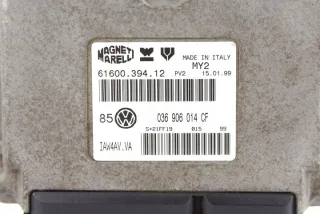 MAGNETI
MARELLI
MADE IN ITALY
MY2
61600.394.12 PV2 15.01.99
85 036 906 014 CF
S*21FF19 015 99
IAW4AV.VA